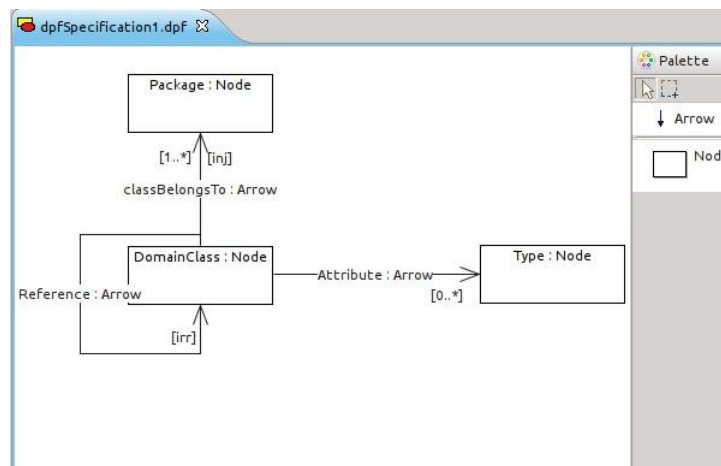 dpfSpecification1.dpf
Palette
Package : Node
Arrow
[1..*] [inj]
Nod
classBelongsTo : Arrow
DomainClass : Node
Type : Node
Attribute : Arrow
Reference : Arrow
[0..*]
[irr]